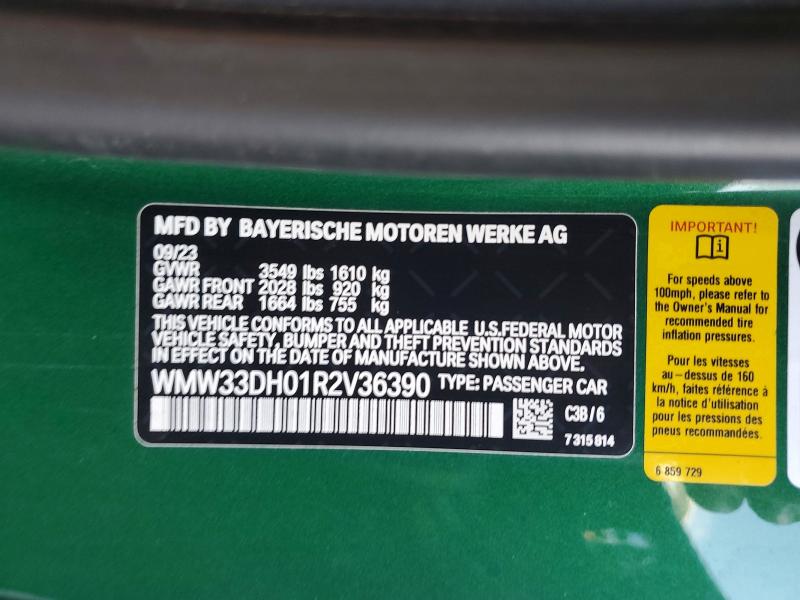 MFD BY BAYERISCHE MOTOREN WERKE AG
09/23
GVWR 3549 lbs 1610 kg
GAWR FRONT 2028 lbs 920 kg
GAWR REAR 1664 lbs 755 kg
THIS VEHICLE CONFORMS TO ALL APPLICABLE U.S.FEDERAL MOTOR
VEHICLE SAFETY, BUMPER AND THEFT PREVENTION STANDARDS
IN EFFECT ON THE DATE OF MANUFACTURE SHOWN ABOVE.
WMW33DH01R2V36390 TYPE: PASSENGER CAR
C3B / 6
7 315 814
IMPORTANT!
i
For speeds above
100mph, please refer to
the Owner's Manual for
recommended tire
inflation pressures.
Pour les vitesses
au-dessus de 160
km/h, faites référence à
la notice d'utilisation
pour les pressions des
pneus recommandées.
6 859 729